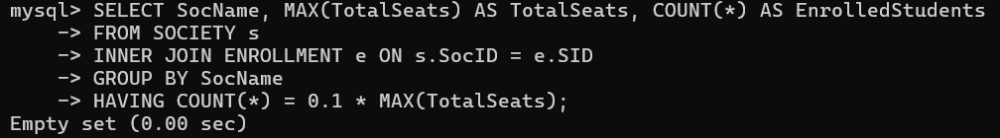 mysql> SELECT SocName, MAX(TotalSeats) AS TotalSeats, COUNT(*) AS EnrolledStudents
    -> FROM SOCIETY s
    -> INNER JOIN ENROLLMENT e ON s.SocID = e.SID
    -> GROUP BY SocName
    -> HAVING COUNT(*) = 0.1 * MAX(TotalSeats);
Empty set (0.00 sec)